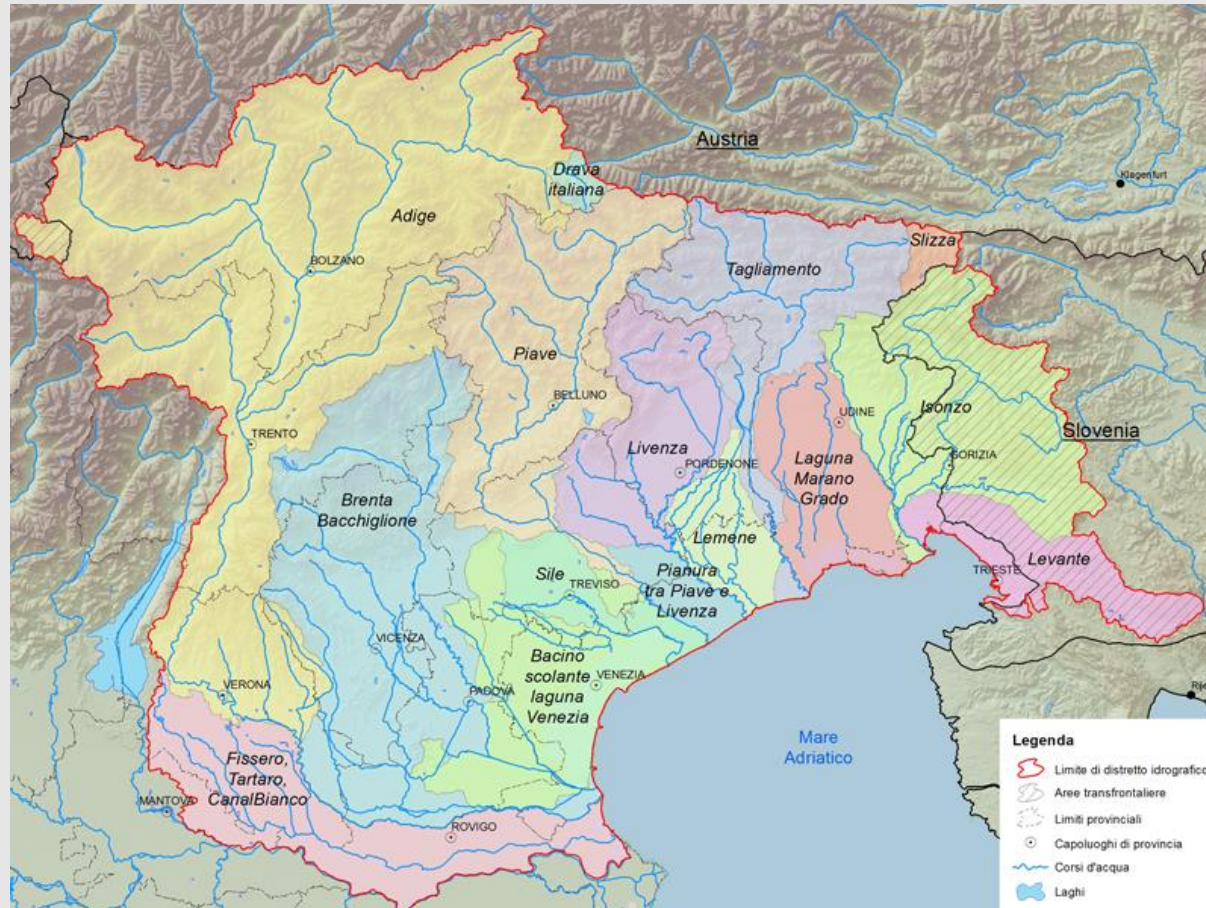 Austria
Klagenfurt
Drava
italiana
Adige
Slizza
BOLZANO
Tagliamento
Piave
BELLUNO
Isonzo
UDINE
Slovenia
TRENTO
Livenza
GORIZIA
PORDENONE
Laguna
Marano
Grado
Brenta
Bacchiglione
Lemene
Levante
TRIESTE
Sile
TREVISO
Pianura
tra Piave e
Livenza
VICENZA
Bacino
scolante
laguna
Venezia
VENEZIA
VERONA
PADOVA
Mare
Adriatico
Fissero,
Tartaro,
CanalBianco
MANTOVA
ROVIGO
Legenda
Limite di distretto idrografico
Aree transfrontaliere
Limiti provinciali
Capoluoghi di provincia
Corsi d'acqua
Laghi